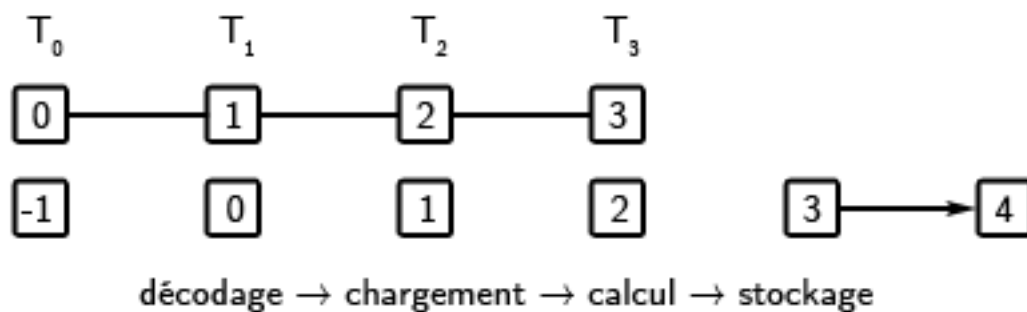 T₀ T₁ T₂ T₃
0 1 2 3
-1 0 1 2 3 4
décodage → chargement → calcul → stockage